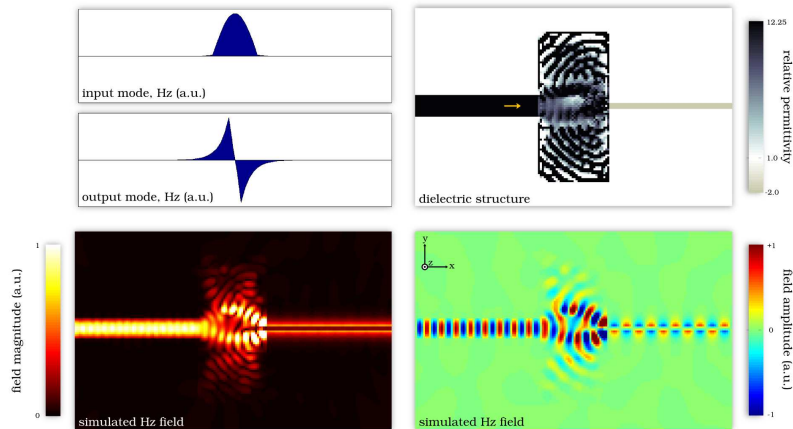 input mode, Hz (a.u.)
output mode, Hz (a.u.)
dielectric structure
12.25
1.0
-2.0
relative permittivity
field magnitude (a.u.)
1
0
simulated Hz field
y
z
x
simulated Hz field
+1
0
-1
field amplitude (a.u.)